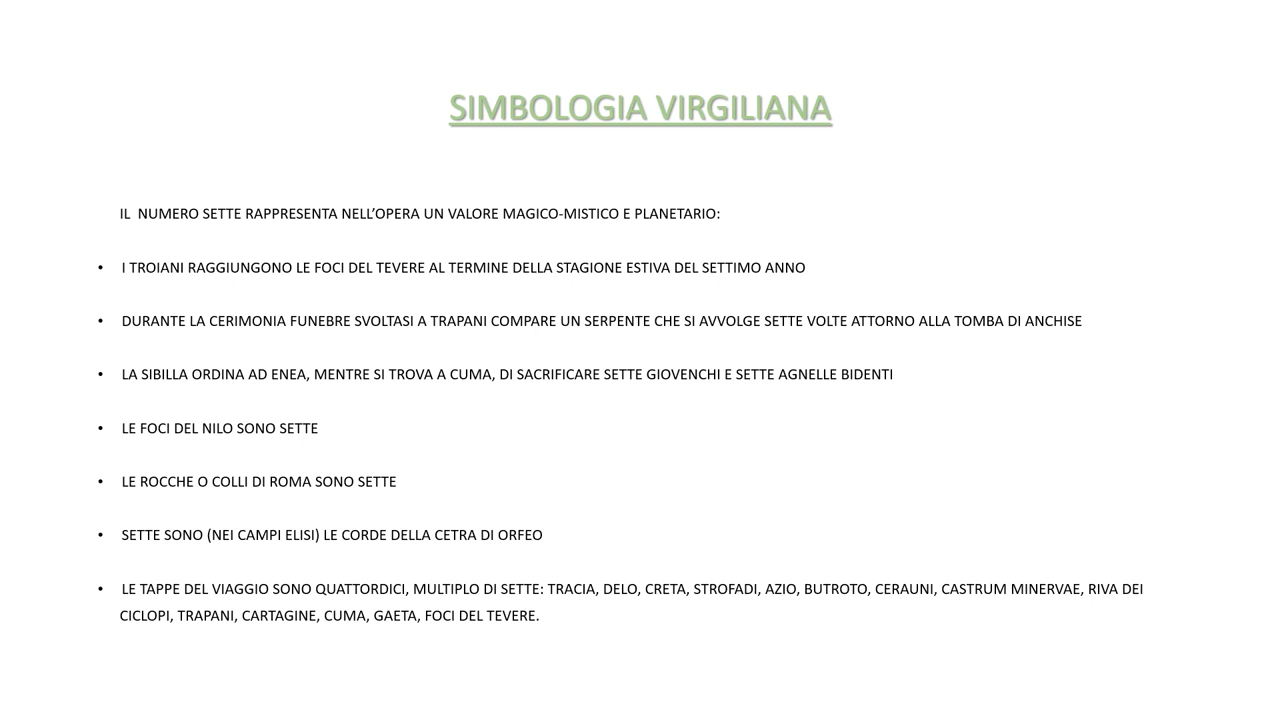 SIMBOLOGIA VIRGILIANA
IL  NUMERO SETTE RAPPRESENTA NELL’OPERA UN VALORE MAGICO-MISTICO E PLANETARIO:
• I TROIANI RAGGIUNGONO LE FOCI DEL TEVERE AL TERMINE DELLA STAGIONE ESTIVA DEL SETTIMO ANNO
• DURANTE LA CERIMONIA FUNEBRE SVOLTASI A TRAPANI COMPARE UN SERPENTE CHE SI AVVOLGE SETTE VOLTE ATTORNO ALLA TOMBA DI ANCHISE
• LA SIBILLA ORDINA AD ENEA, MENTRE SI TROVA A CUMA, DI SACRIFICARE SETTE GIOVENCHI E SETTE AGNELLE BIDENTI
• LE FOCI DEL NILO SONO SETTE
• LE ROCCHE O COLLI DI ROMA SONO SETTE
• SETTE SONO (NEI CAMPI ELISI) LE CORDE DELLA CETRA DI ORFEO
• LE TAPPE DEL VIAGGIO SONO QUATTORDICI, MULTIPLO DI SETTE: TRACIA, DELO, CRETA, STROFADI, AZIO, BUTROTO, CERAUNI, CASTRUM MINERVAE, RIVA DEI
CICLOPI, TRAPANI, CARTAGINE, CUMA, GAETA, FOCI DEL TEVERE.